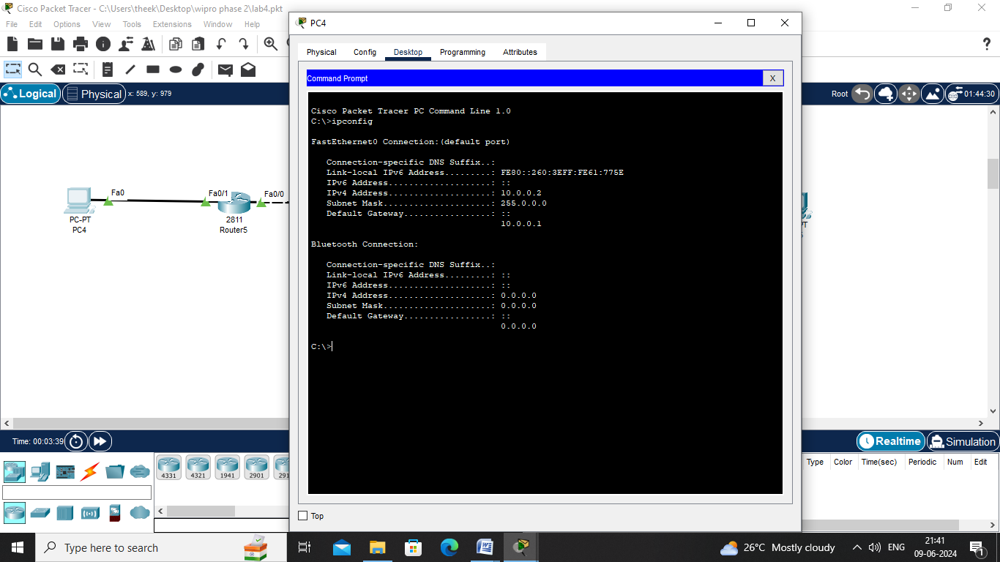 Cisco Packet Tracer - C:\Users\theek\Desktop\wipro phase 2\lab4.pkt
File Edit Options View Tools Extensions Window Help
PC4
Physical Config Desktop Programming Attributes
Command Prompt
X
Logical Physical x: 589, y: 979
Root 01:44:30
Cisco Packet Tracer PC Command Line 1.0
C:\>ipconfig
FastEthernet0 Connection:(default port)
Connection-specific DNS Suffix..:
Link-local IPv6 Address.........: FE80::260:3EFF:FE61:775E
IPv6 Address....................: ::
IPv4 Address....................: 10.0.0.2
Subnet Mask.....................: 255.0.0.0
Default Gateway.................: ::
10.0.0.1
Bluetooth Connection:
Connection-specific DNS Suffix..:
Link-local IPv6 Address.........: ::
IPv6 Address....................: ::
IPv4 Address....................: 0.0.0.0
Subnet Mask.....................: 0.0.0.0
Default Gateway.................: ::
0.0.0.0
C:\>
Fa0
Fa0/1
Fa0/0
PC-PT
PC4
2811
Router5
Time: 00:03:39
Realtime Simulation
4331 4321 1941 2901
Type Color Time(sec) Periodic Num Edit
Top
Type here to search
26°C Mostly cloudy
ENG
21:41
09-06-2024
1